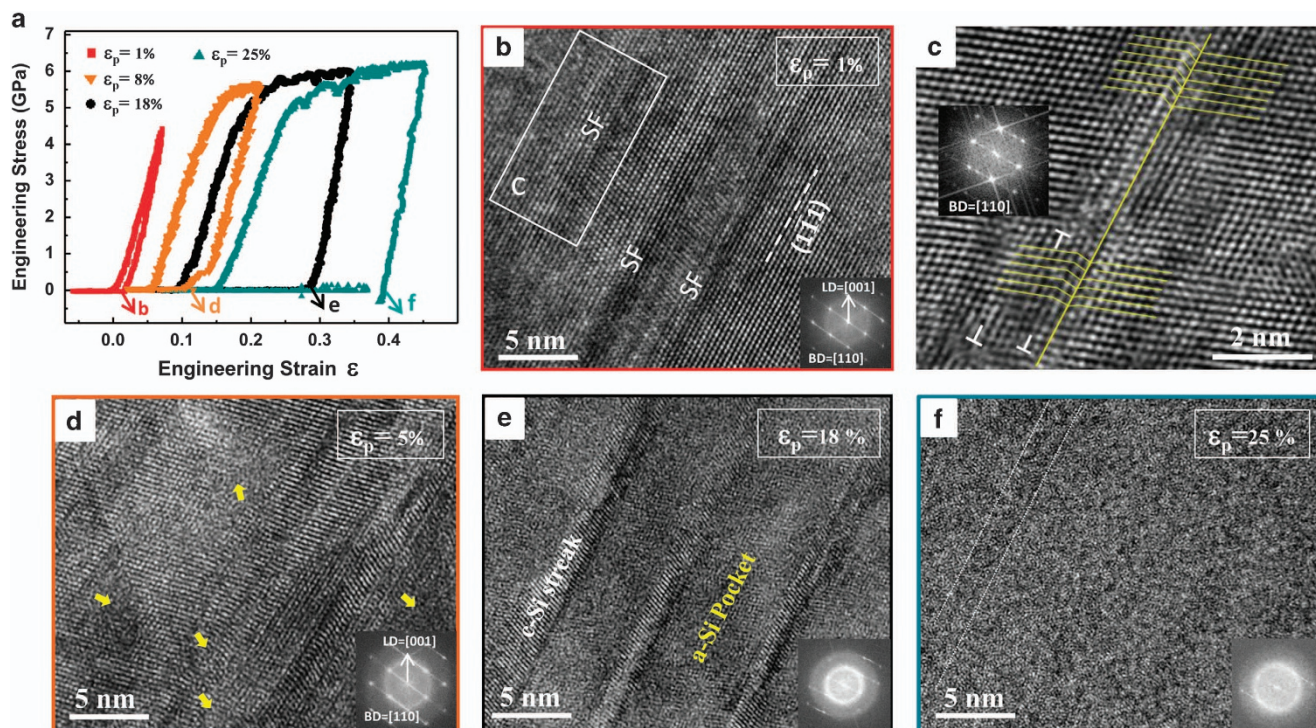 a
Engineering Stress (GPa)
7
6
5
4
3
2
1
0
εp= 1%
εp= 8%
εp= 18%
εp= 25%
b
d
e
f
0.0
0.1
0.2
0.3
0.4
Engineering Strain ε
b
εp= 1%
SF
C
SF
SF
(111)
LD=[001]
BD=[110]
5 nm
c
BD=[110]
2 nm
d
εp= 5%
LD=[001]
BD=[110]
5 nm
e
εp=18 %
c-Si streak
a-Si Pocket
5 nm
f
εp=25 %
5 nm